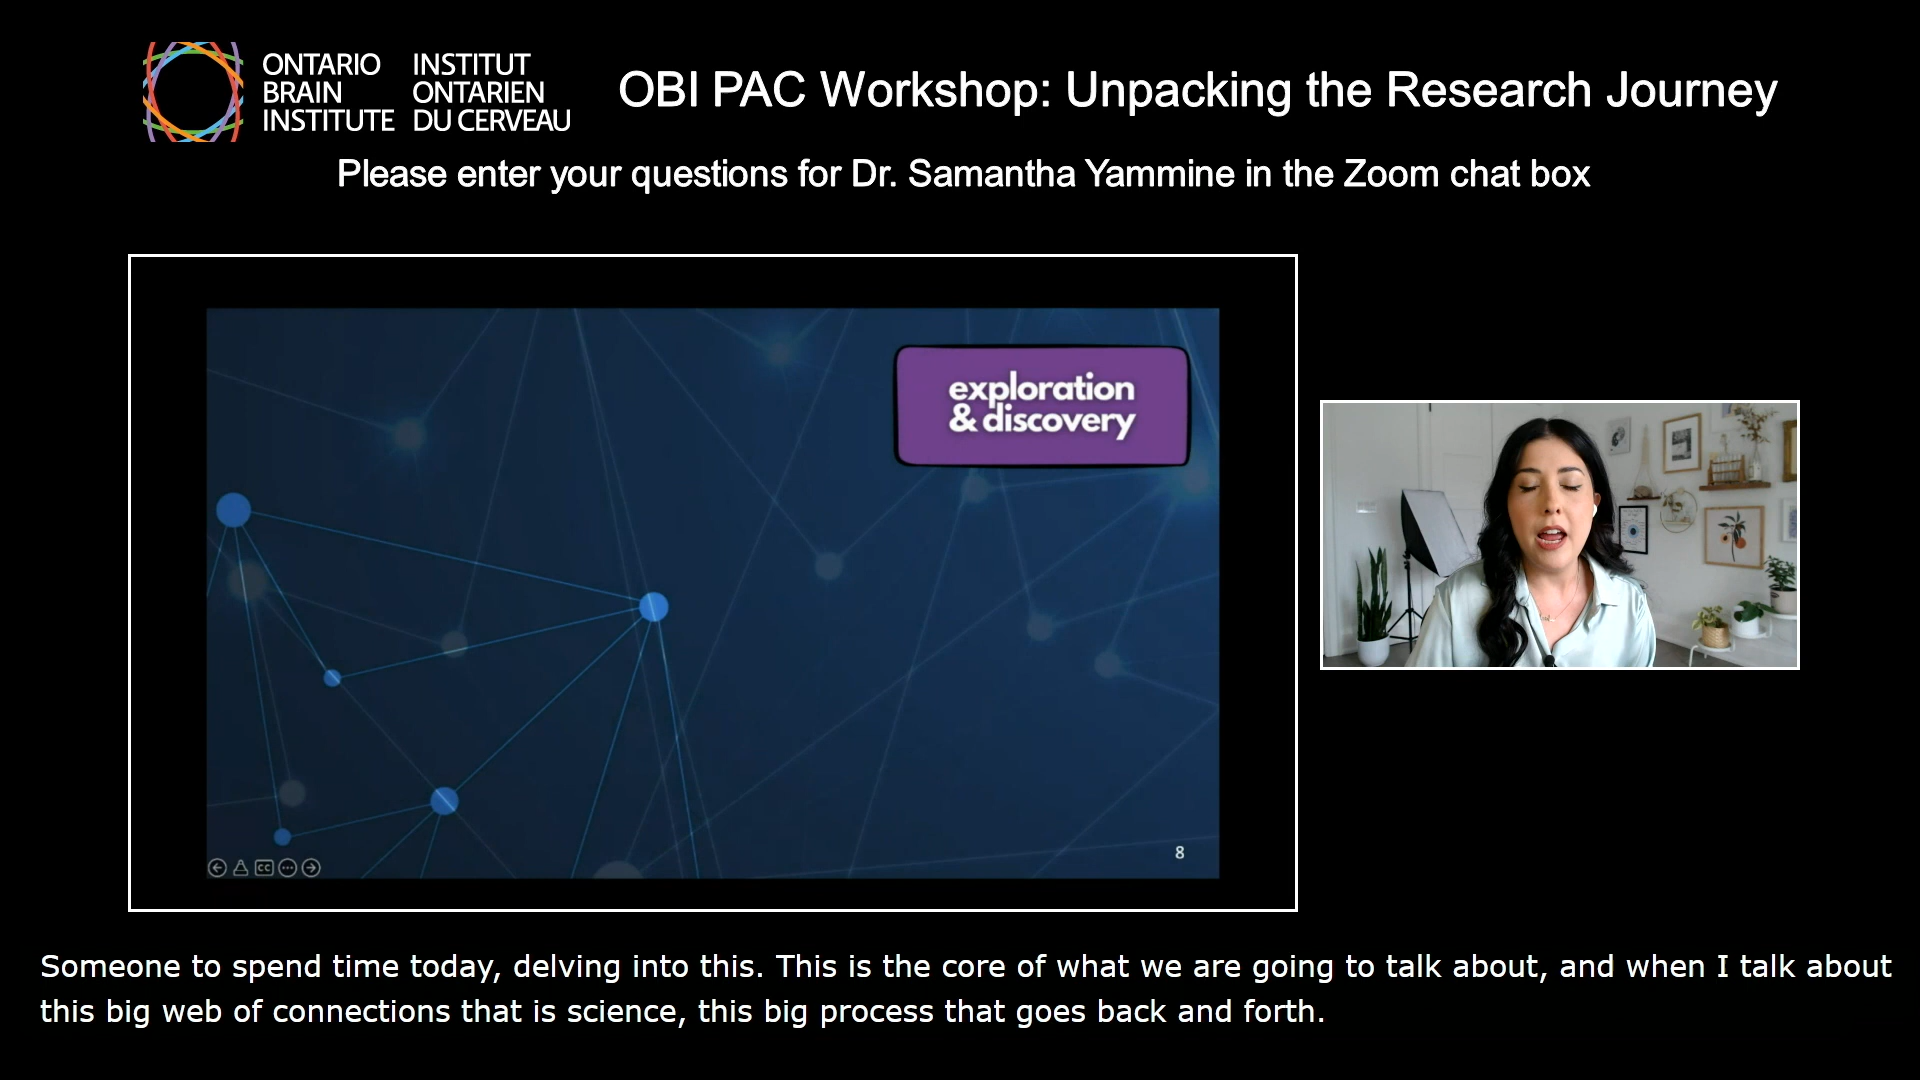 ONTARIO
BRAIN
INSTITUTE
INSTITUT
ONTARIEN
DU CERVEAU
OBI PAC Workshop: Unpacking the Research Journey
Please enter your questions for Dr. Samantha Yammine in the Zoom chat box
exploration
& discovery
CC
8
Someone to spend time today, delving into this. This is the core of what we are going to talk about, and when I talk about
this big web of connections that is science, this big process that goes back and forth.